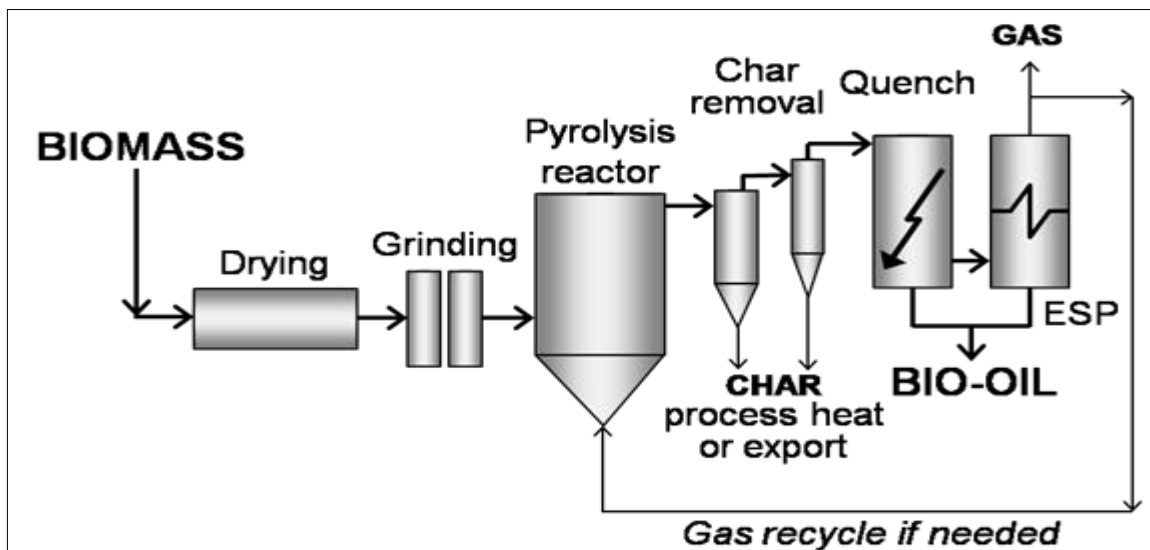 BIOMASS
Drying
Grinding
Pyrolysis
reactor
Char
removal
Quench
GAS
ESP
CHAR
process heat
or export
BIO-OIL
Gas recycle if needed